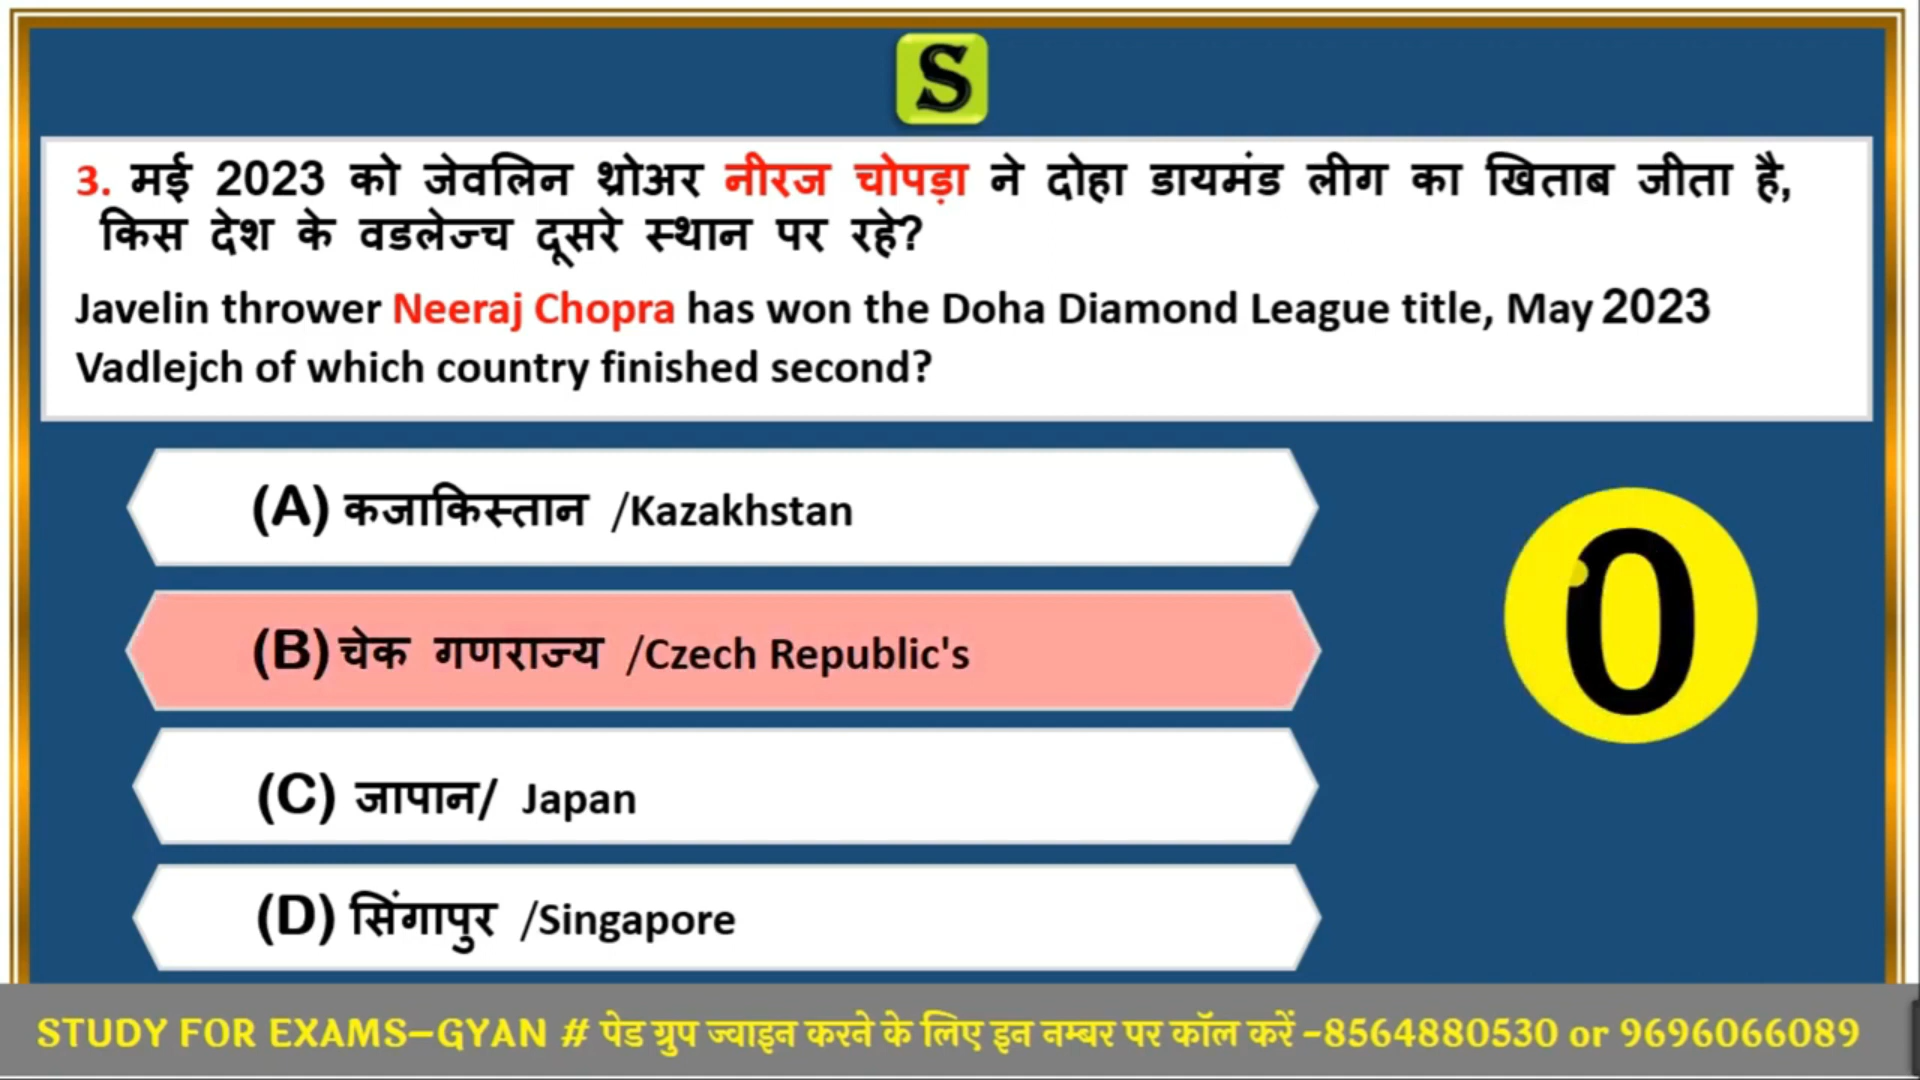 S
3. मई 2023 को जेवलिन थ्रोअर नीरज चोपड़ा ने दोहा डायमंड लीग का खिताब जीता है,
किस देश के वडलेज्च दूसरे स्थान पर रहे?
Javelin thrower Neeraj Chopra has won the Doha Diamond League title, May 2023
Vadlejch of which country finished second?
(A) कजाकिस्तान /Kazakhstan
(B) चेक गणराज्य /Czech Republic's
0
(C) जापान/ Japan
(D) सिंगापुर /Singapore
STUDY FOR EXAMS–GYAN # पेड ग्रुप ज्वाइन करने के लिए इन नम्बर पर कॉल करें –8564880530 or 9696066089